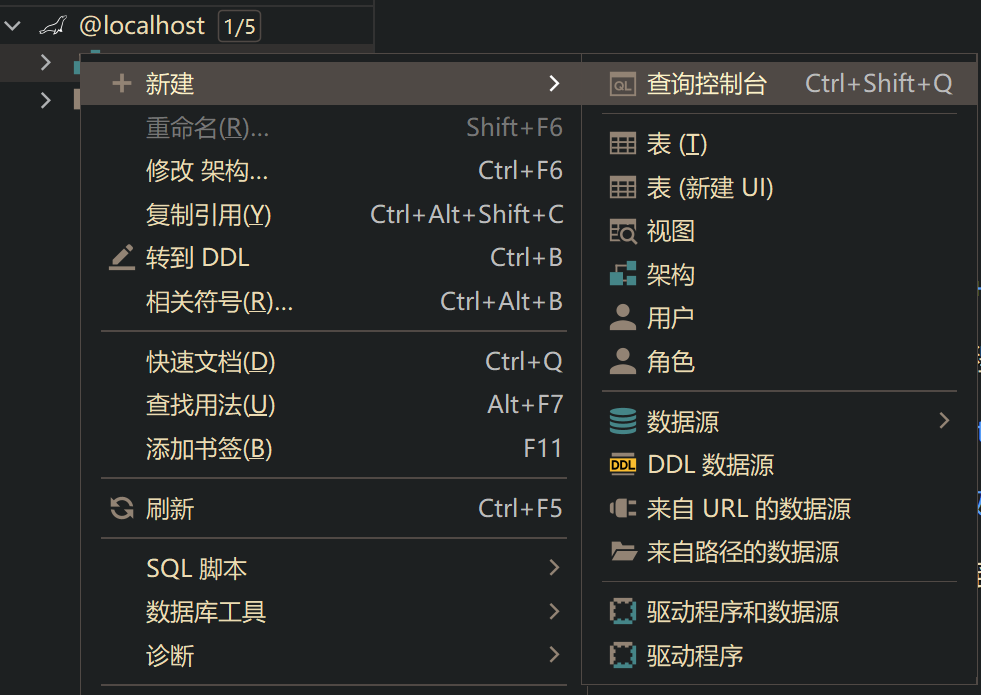 @localhost 1/5
新建
重命名(R)... Shift+F6
修改 架构... Ctrl+F6
复制引用(Y) Ctrl+Alt+Shift+C
转到 DDL Ctrl+B
相关符号(R)... Ctrl+Alt+B
快速文档(D) Ctrl+Q
查找用法(U) Alt+F7
添加书签(B) F11
刷新 Ctrl+F5
SQL 脚本
数据库工具
诊断
QL 查询控制台 Ctrl+Shift+Q
表 (T)
表 (新建 UI)
视图
架构
用户
角色
数据源
DDL DDL 数据源
来自 URL 的数据源
来自路径的数据源
驱动程序和数据源
驱动程序